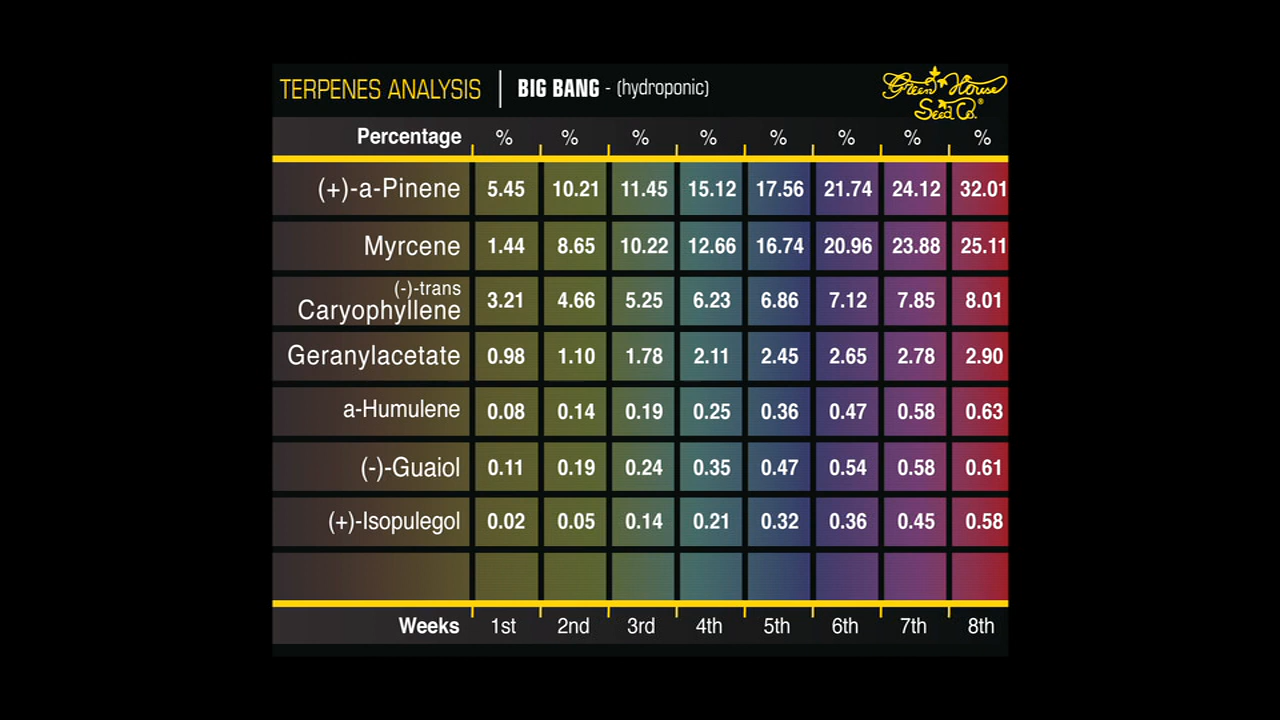 TERPENES ANALYSIS | BIG BANG - (hydroponic)
Green House
Seed Co.®
Percentage % % % % % % % %
(+)-a-Pinene 5.45 10.21 11.45 15.12 17.56 21.74 24.12 32.01
Myrcene 1.44 8.65 10.22 12.66 16.74 20.96 23.88 25.11
(-)-trans
Caryophyllene 3.21 4.66 5.25 6.23 6.86 7.12 7.85 8.01
Geranylacetate 0.98 1.10 1.78 2.11 2.45 2.65 2.78 2.90
a-Humulene 0.08 0.14 0.19 0.25 0.36 0.47 0.58 0.63
(-)-Guaiol 0.11 0.19 0.24 0.35 0.47 0.54 0.58 0.61
(+)-Isopulegol 0.02 0.05 0.14 0.21 0.32 0.36 0.45 0.58
Weeks 1st 2nd 3rd 4th 5th 6th 7th 8th